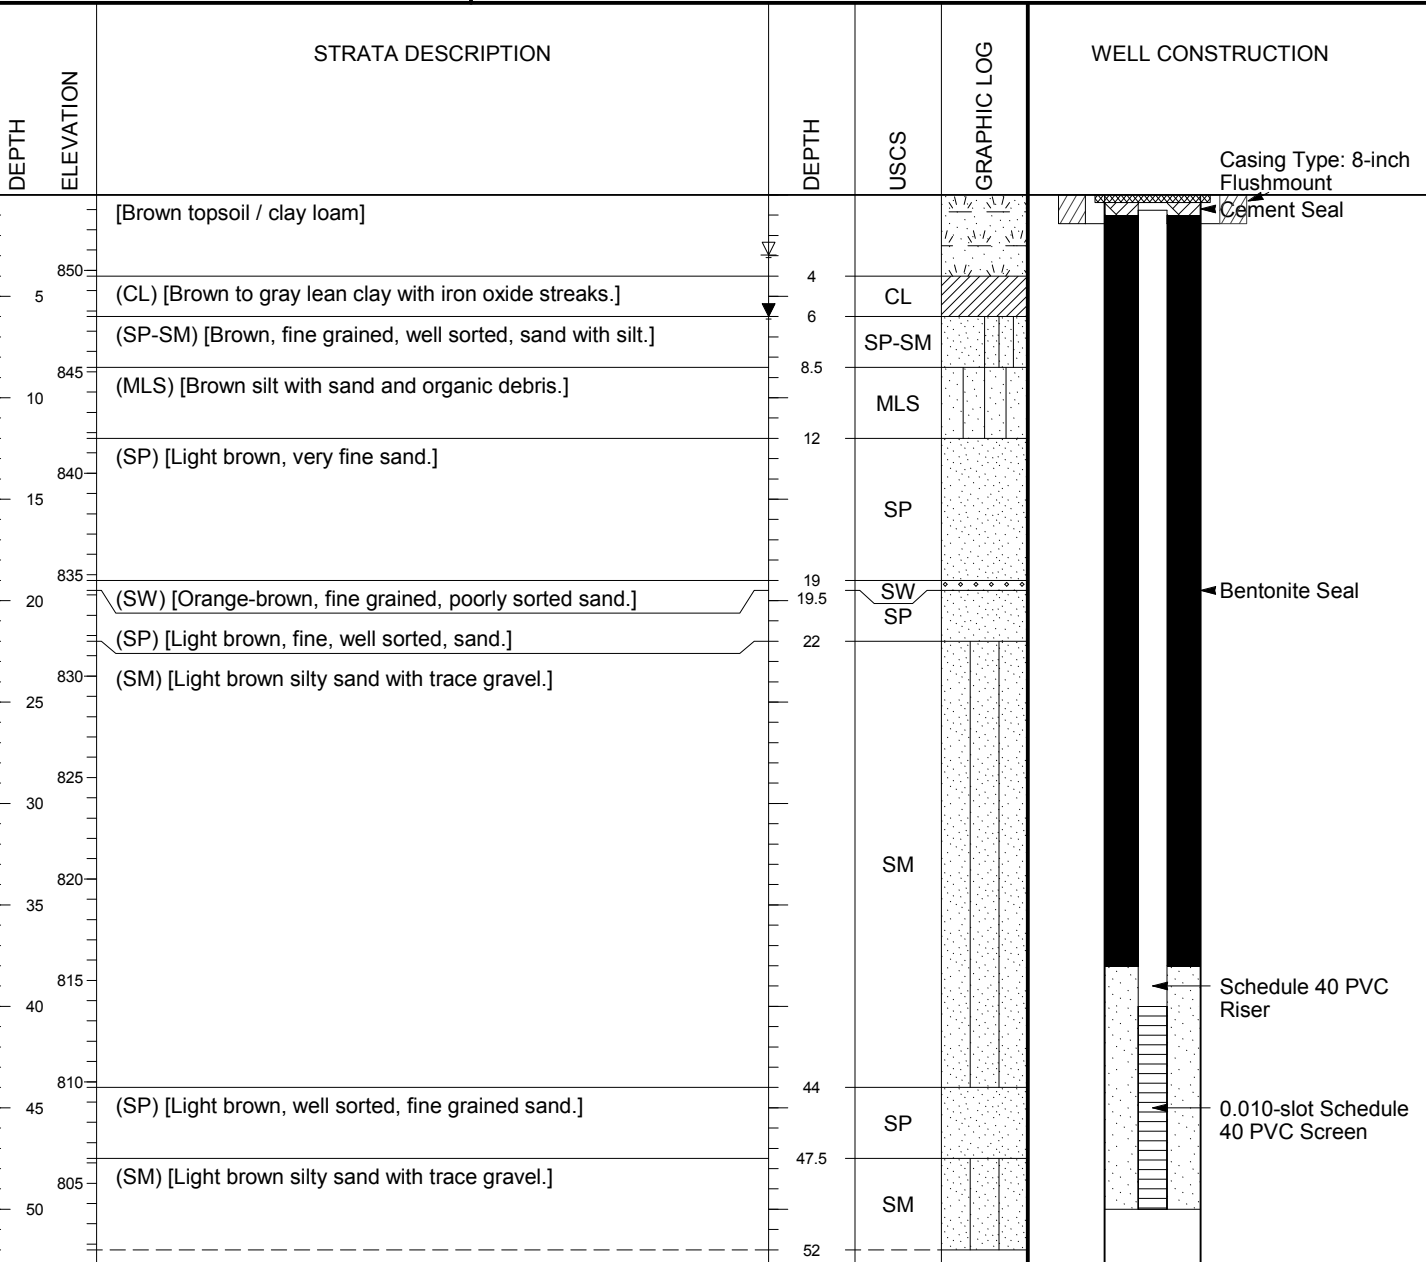 STRATA DESCRIPTION
WELL CONSTRUCTION
DEPTH
ELEVATION
DEPTH
USCS
GRAPHIC LOG
Casing Type: 8-inch
Flushmount
Cement Seal
[Brown topsoil / clay loam]
850
4
5
(CL) [Brown to gray lean clay with iron oxide streaks.]
CL
6
(SP-SM) [Brown, fine grained, well sorted, sand with silt.]
SP-SM
8.5
845
(MLS) [Brown silt with sand and organic debris.]
10
MLS
12
(SP) [Light brown, very fine sand.]
840
15
SP
835
19
SW
20
(SW) [Orange-brown, fine grained, poorly sorted sand.]
19.5
Bentonite Seal
SP
(SP) [Light brown, fine, well sorted, sand.]
22
830
(SM) [Light brown silty sand with trace gravel.]
25
825
30
SM
820
35
815
Schedule 40 PVC
Riser
40
810
44
45
(SP) [Light brown, well sorted, fine grained sand.]
0.010-slot Schedule
40 PVC Screen
SP
47.5
805
(SM) [Light brown silty sand with trace gravel.]
SM
50
52